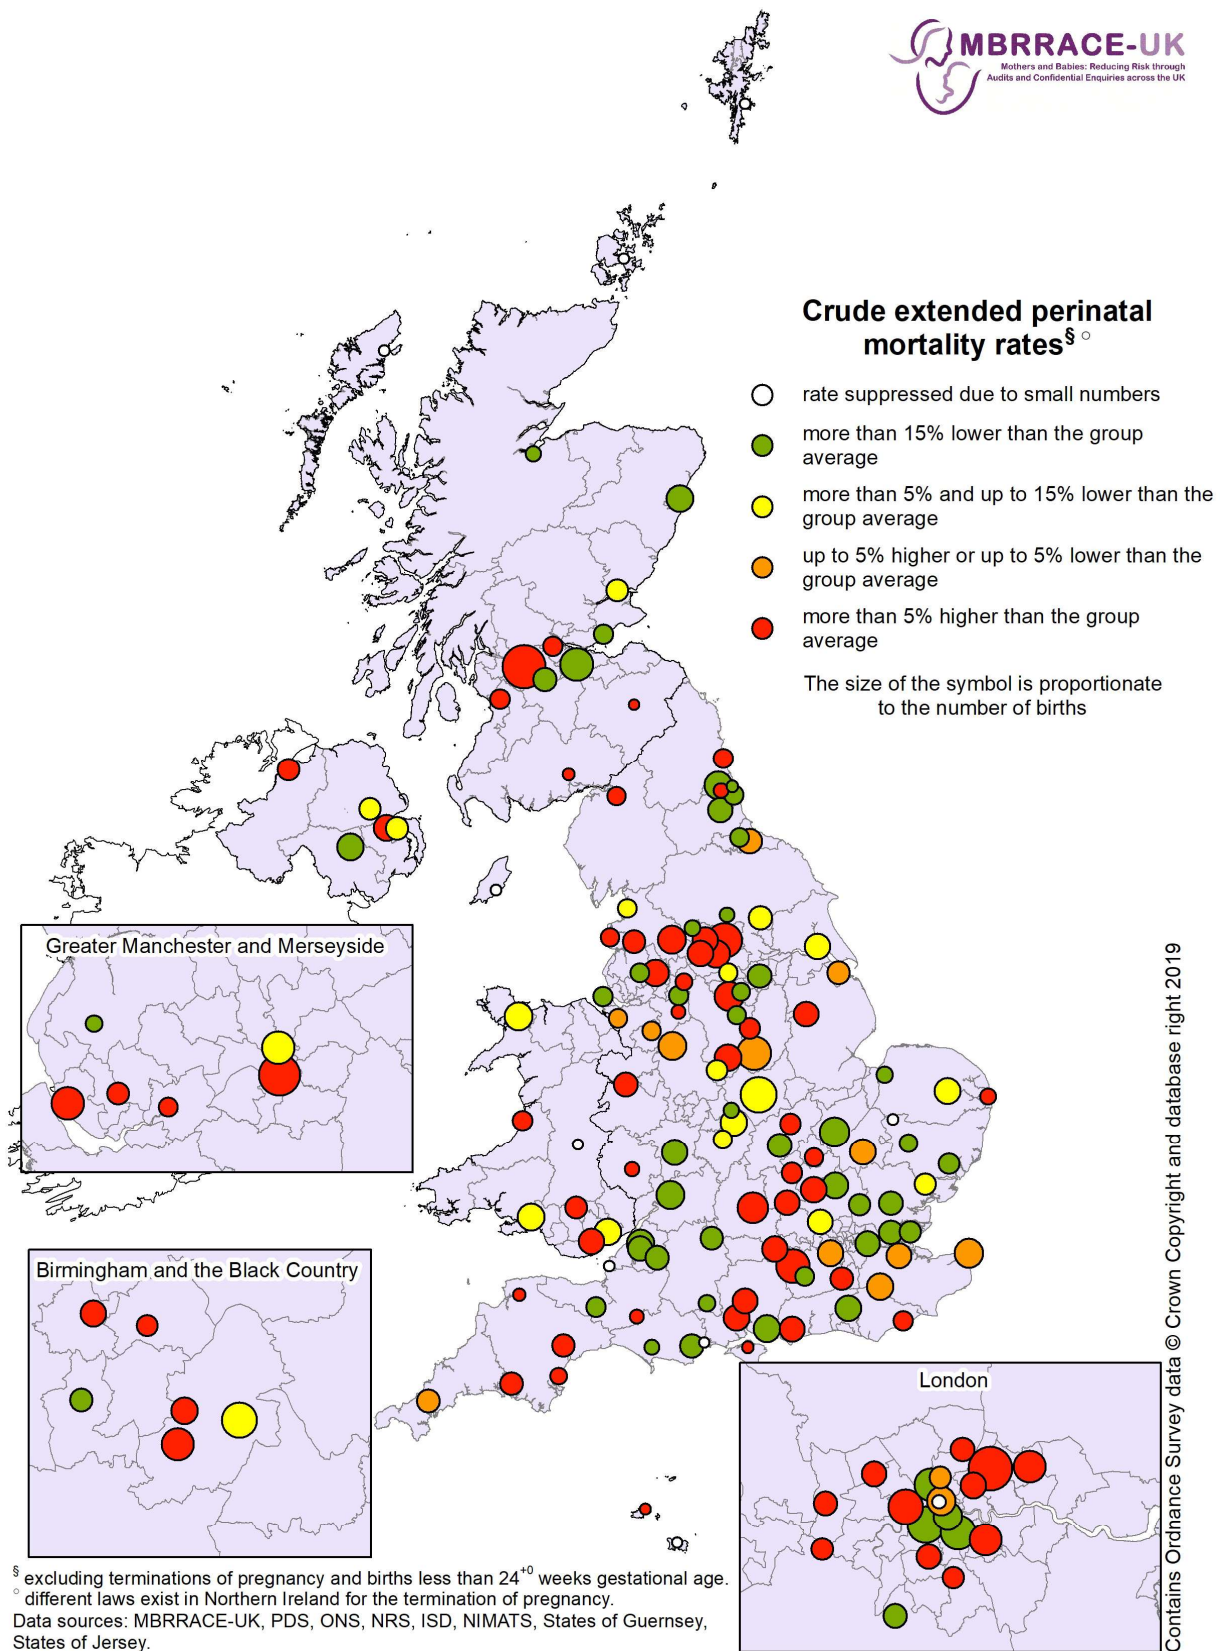 MBRRACE-UK
Mothers and Babies: Reducing Risk through
Audits and Confidential Enquiries across the UK
Crude extended perinatal
mortality rates§ °
rate suppressed due to small numbers
more than 15% lower than the group
average
more than 5% and up to 15% lower than the
group average
up to 5% higher or up to 5% lower than the
group average
more than 5% higher than the group
average
The size of the symbol is proportionate
to the number of births
Greater Manchester and Merseyside
Birmingham and the Black Country
London
§ excluding terminations of pregnancy and births less than 24+0 weeks gestational age.
° different laws exist in Northern Ireland for the termination of pregnancy.
Data sources: MBRRACE-UK, PDS, ONS, NRS, ISD, NIMATS, States of Guernsey,
States of Jersey.
Contains Ordnance Survey data © Crown Copyright and database right 2019